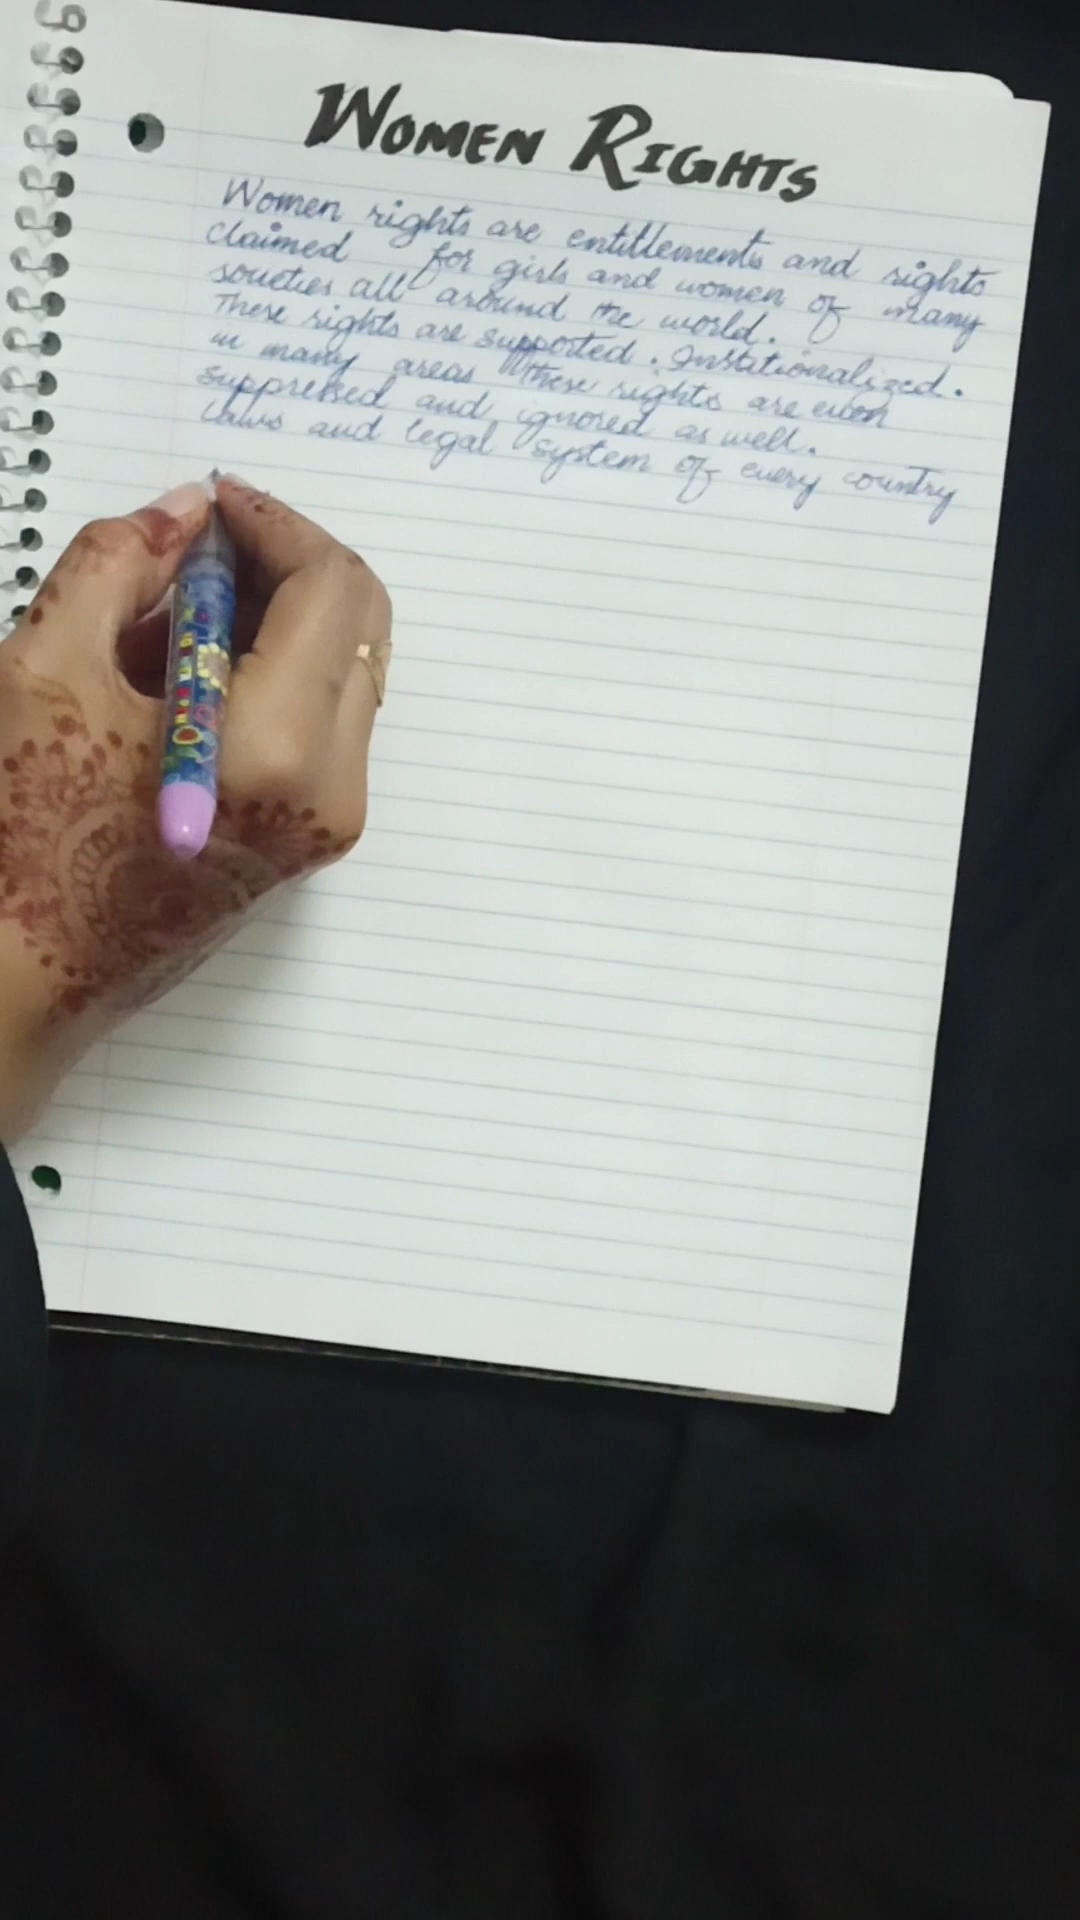 WOMEN RIGHTS
Women rights are entitlements and rights
claimed for girls and women of many
societies all around the world.
These rights are supported. Instutionalized.
in many areas these rights are even
suppressed and ignored as well.
Laws and legal system of every country